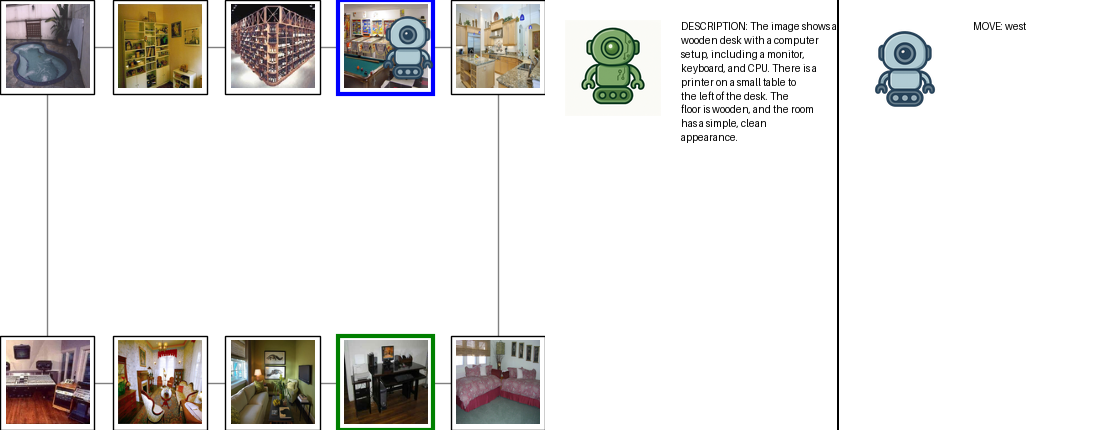 DESCRIPTION: The image shows a
wooden desk with a computer
setup, including a monitor,
keyboard, and CPU. There is a
printer on a small table to
the left of the desk. The
floor is wooden, and the room
has a simple, clean
appearance.
MOVE: west